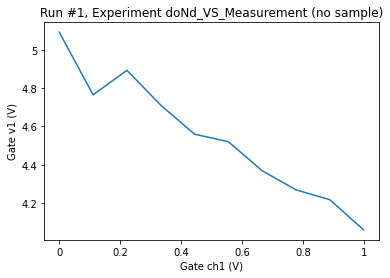 Run #1, Experiment doNd_VS_Measurement (no sample)
Gate v1 (V)
5
4.8
4.6
4.4
4.2
0 0.2 0.4 0.6 0.8 1
Gate ch1 (V)